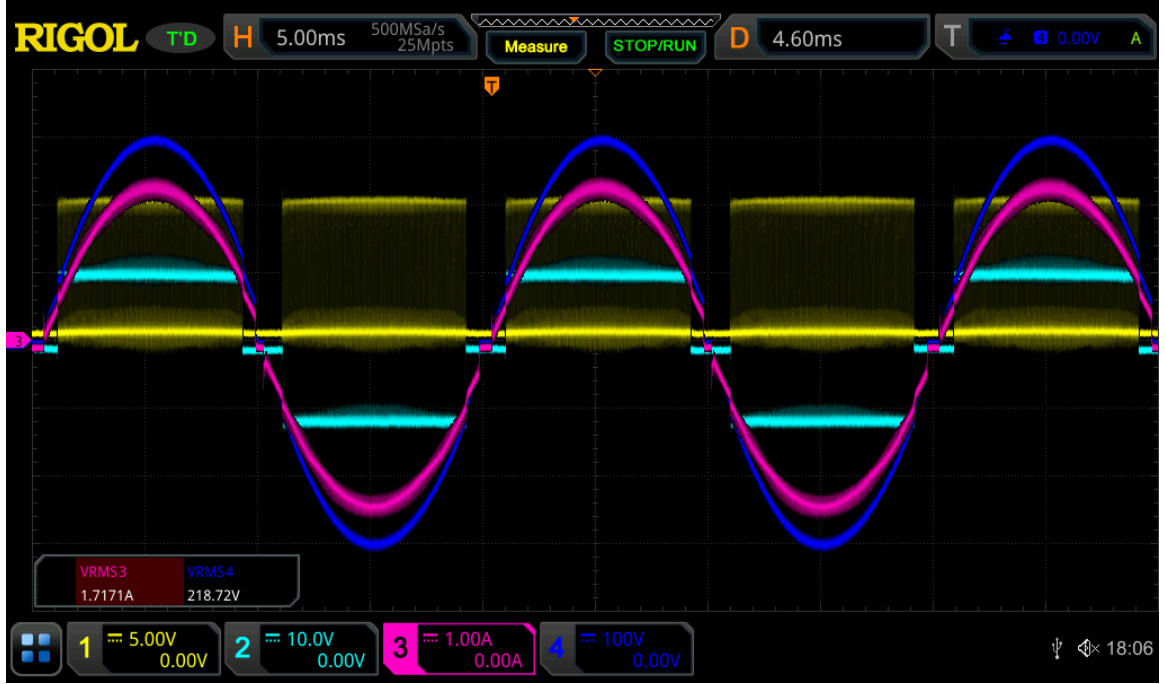 RIGOL T'D H 5.00ms 500MSa/s 25Mpts Measure STOP/RUN D 4.60ms T 4 0.00V A
T
3
VRMS3 VRMS4
1.7171A 218.72V
1 5.00V 0.00V 2 10.0V 0.00V 3 1.00A 0.00A 4 100V 0.00V 18:06